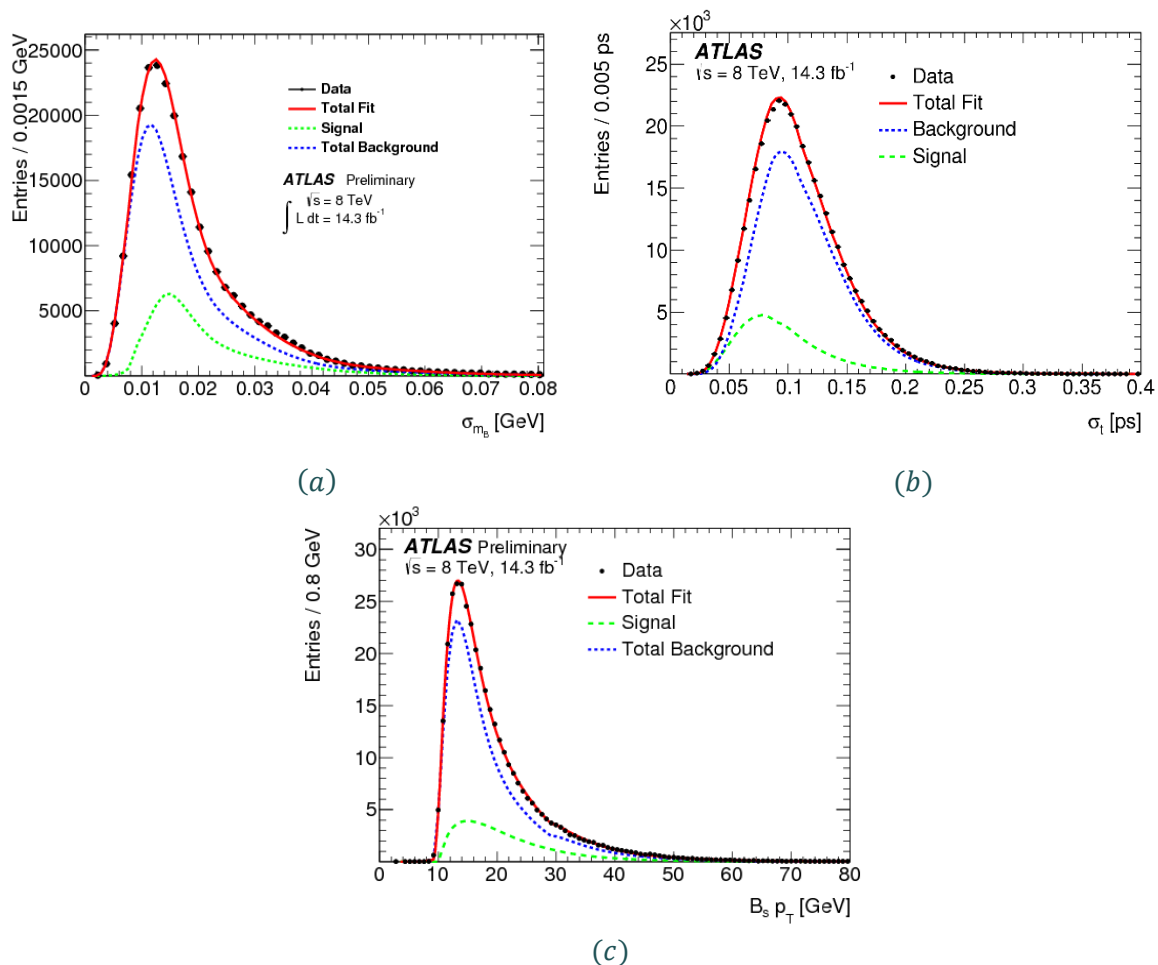 Entries / 0.0015 GeV
25000
20000
15000
10000
5000
0
0.01
0.02
0.03
0.04
0.05
0.06
0.07
0.08
σ_{m_B} [GeV]
Data
Total Fit
Signal
Total Background
ATLAS Preliminary
√s = 8 TeV
∫ L dt = 14.3 fb⁻¹
(a)
×10³
Entries / 0.005 ps
25
20
15
10
5
0
0.05
0.1
0.15
0.2
0.25
0.3
0.35
0.4
σ_t [ps]
ATLAS
√s = 8 TeV, 14.3 fb⁻¹
Data
Total Fit
Background
Signal
(b)
×10³
Entries / 0.8 GeV
30
25
20
15
10
5
0
10
20
30
40
50
60
70
80
B_s p_T [GeV]
ATLAS Preliminary
√s = 8 TeV, 14.3 fb⁻¹
Data
Total Fit
Signal
Total Background
(c)